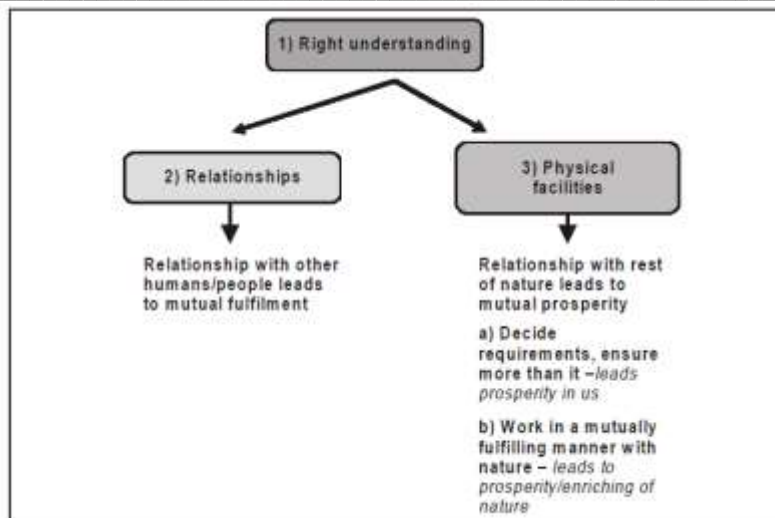 1) Right understanding
2) Relationships
3) Physical
facilities
Relationship with other
humans/people leads
to mutual fulfilment
Relationship with rest
of nature leads to
mutual prosperity
a) Decide
requirements, ensure
more than it –leads
prosperity in us
b) Work in a mutually
fulfilling manner with
nature – leads to
prosperity/enriching of
nature